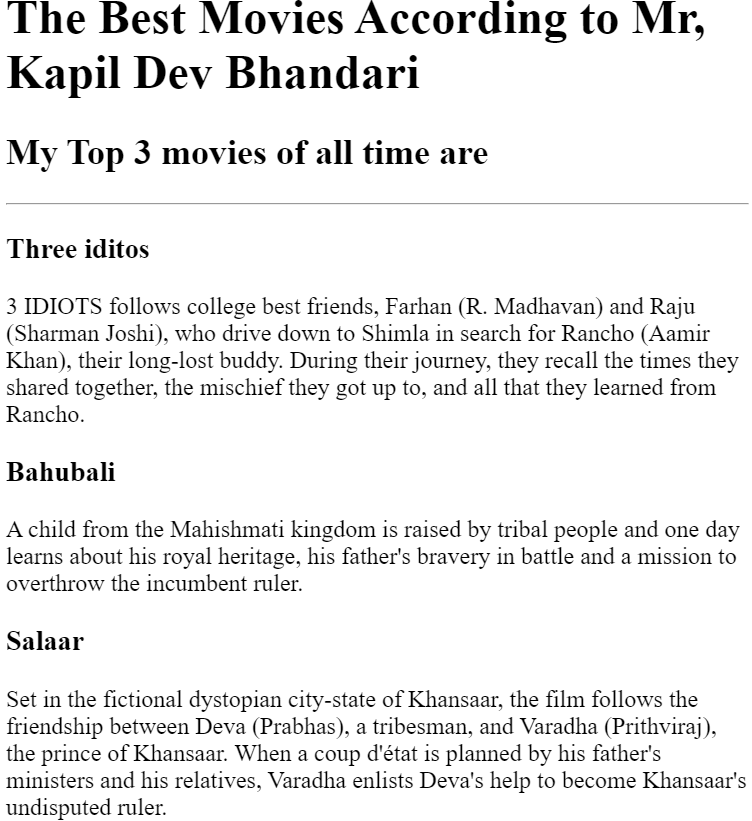 The Best Movies According to Mr,
Kapil Dev Bhandari
My Top 3 movies of all time are
Three iditos
3 IDIOTS follows college best friends, Farhan (R. Madhavan) and Raju
(Sharman Joshi), who drive down to Shimla in search for Rancho (Aamir
Khan), their long-lost buddy. During their journey, they recall the times they
shared together, the mischief they got up to, and all that they learned from
Rancho.
Bahubali
A child from the Mahishmati kingdom is raised by tribal people and one day
learns about his royal heritage, his father's bravery in battle and a mission to
overthrow the incumbent ruler.
Salaar
Set in the fictional dystopian city-state of Khansaar, the film follows the
friendship between Deva (Prabhas), a tribesman, and Varadha (Prithviraj),
the prince of Khansaar. When a coup d'état is planned by his father's
ministers and his relatives, Varadha enlists Deva's help to become Khansaar's
undisputed ruler.